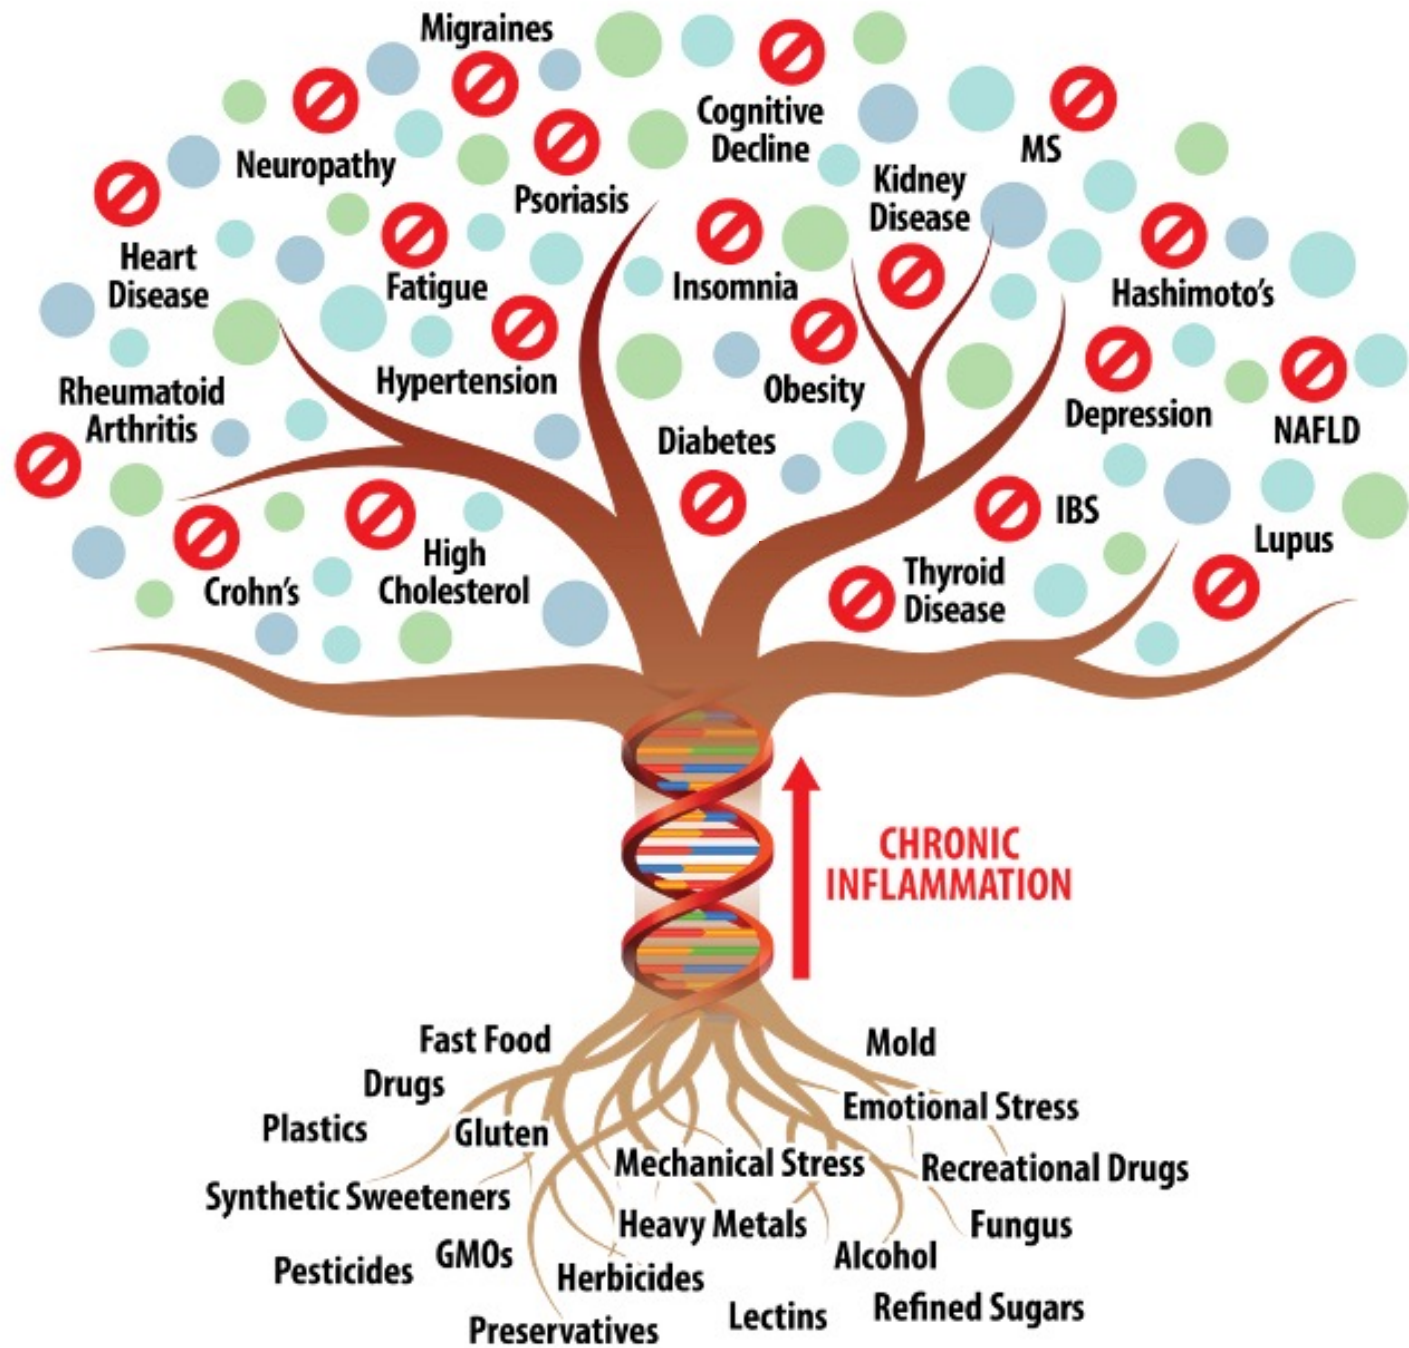 Migraines
Cognitive
Decline
MS
Neuropathy
Psoriasis
Kidney
Disease
Heart
Disease
Fatigue
Insomnia
Hashimoto's
Rheumatoid
Arthritis
Hypertension
Obesity
Depression
NAFLD
Diabetes
IBS
Lupus
Crohn's
High
Cholesterol
Thyroid
Disease
CHRONIC
INFLAMMATION
Fast Food
Mold
Drugs
Emotional Stress
Plastics
Gluten
Mechanical Stress
Recreational Drugs
Synthetic Sweeteners
Heavy Metals
Fungus
Pesticides
GMOs
Herbicides
Alcohol
Preservatives
Lectins
Refined Sugars